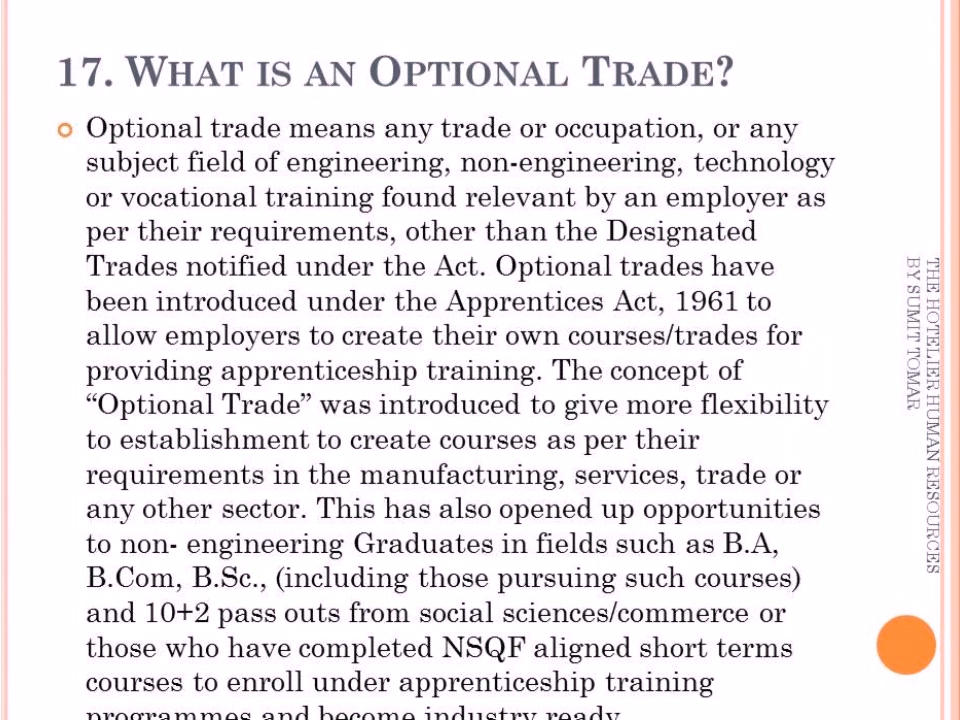 17. WHAT IS AN OPTIONAL TRADE?
Optional trade means any trade or occupation, or any
subject field of engineering, non-engineering, technology
or vocational training found relevant by an employer as
per their requirements, other than the Designated
Trades notified under the Act. Optional trades have
been introduced under the Apprentices Act, 1961 to
allow employers to create their own courses/trades for
providing apprenticeship training. The concept of
“Optional Trade” was introduced to give more flexibility
to establishment to create courses as per their
requirements in the manufacturing, services, trade or
any other sector. This has also opened up opportunities
to non- engineering Graduates in fields such as B.A,
B.Com, B.Sc., (including those pursuing such courses)
and 10+2 pass outs from social sciences/commerce or
those who have completed NSQF aligned short terms
courses to enroll under apprenticeship training
programmes and become industry ready
THE HOTELIER HUMAN RESOURCES
BY SUMIT TOMAR